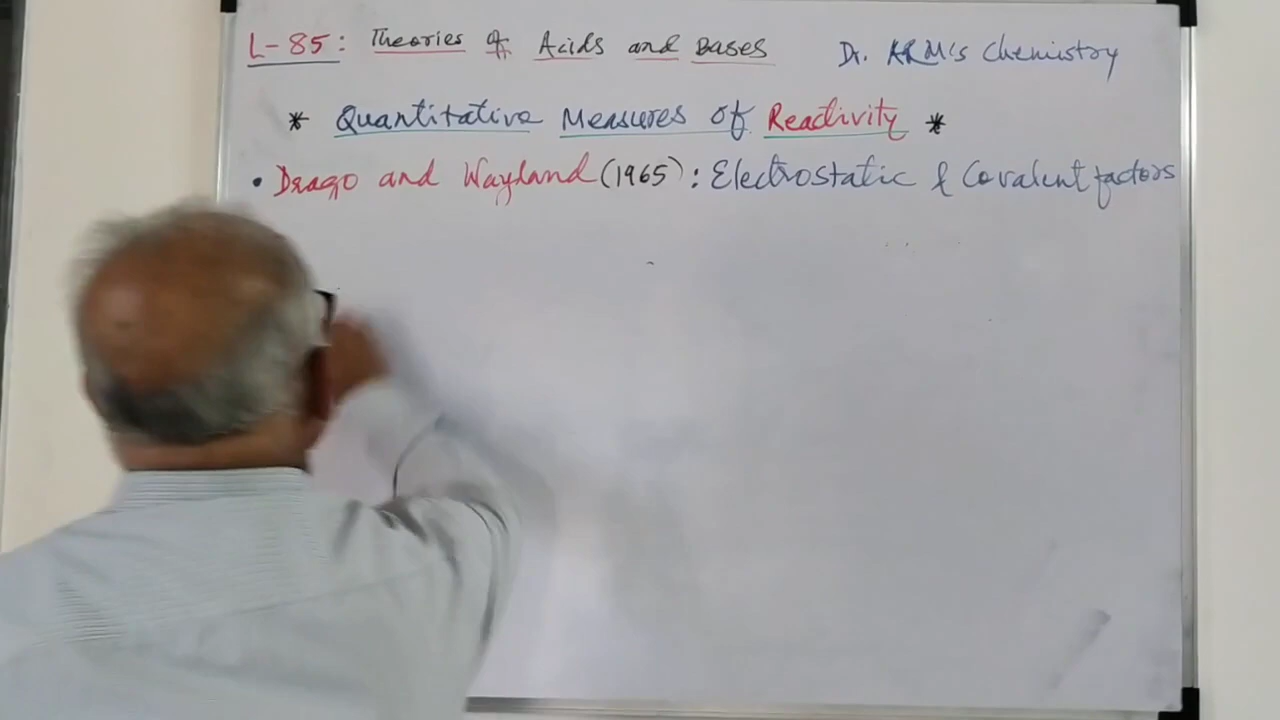 L-85: Theories of Acids and Bases Dr. KRM's Chemistry
* Quantitative Measures of Reactivity *
• Drago and Wayland (1965): Electrostatic & Covalent factors